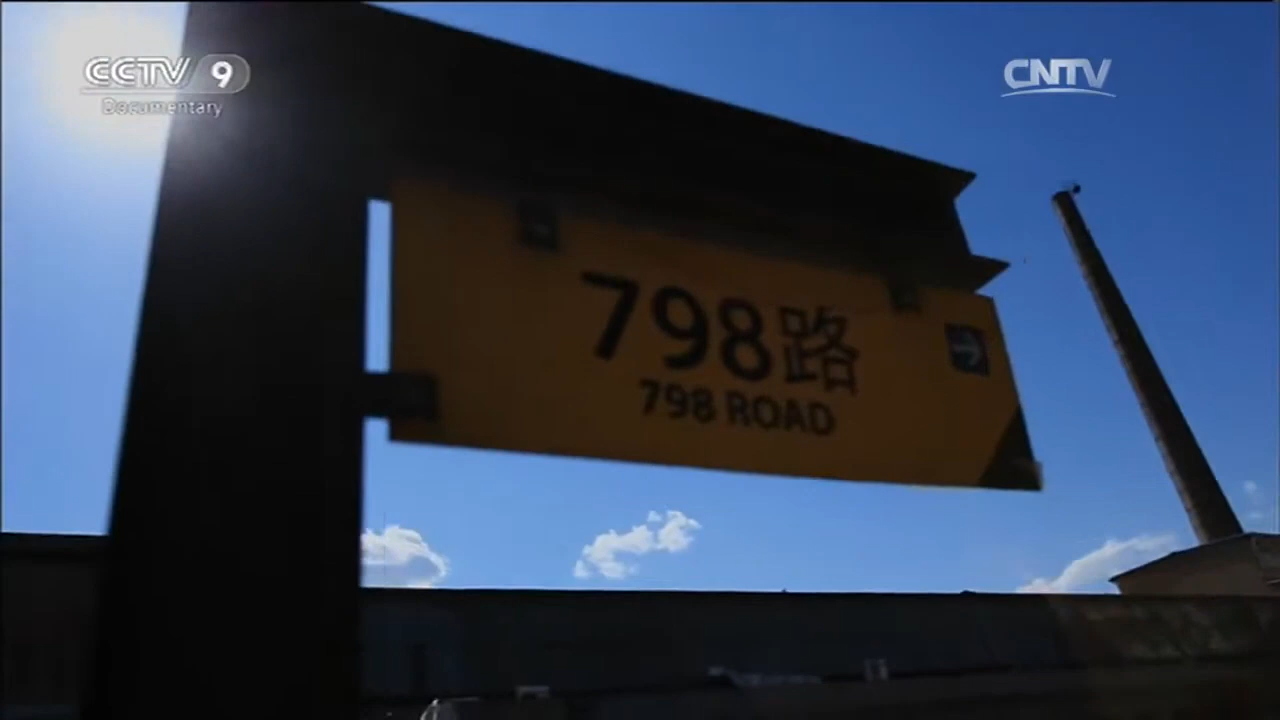 CCTV 9
Documentary
CNTV
798路
798 ROAD